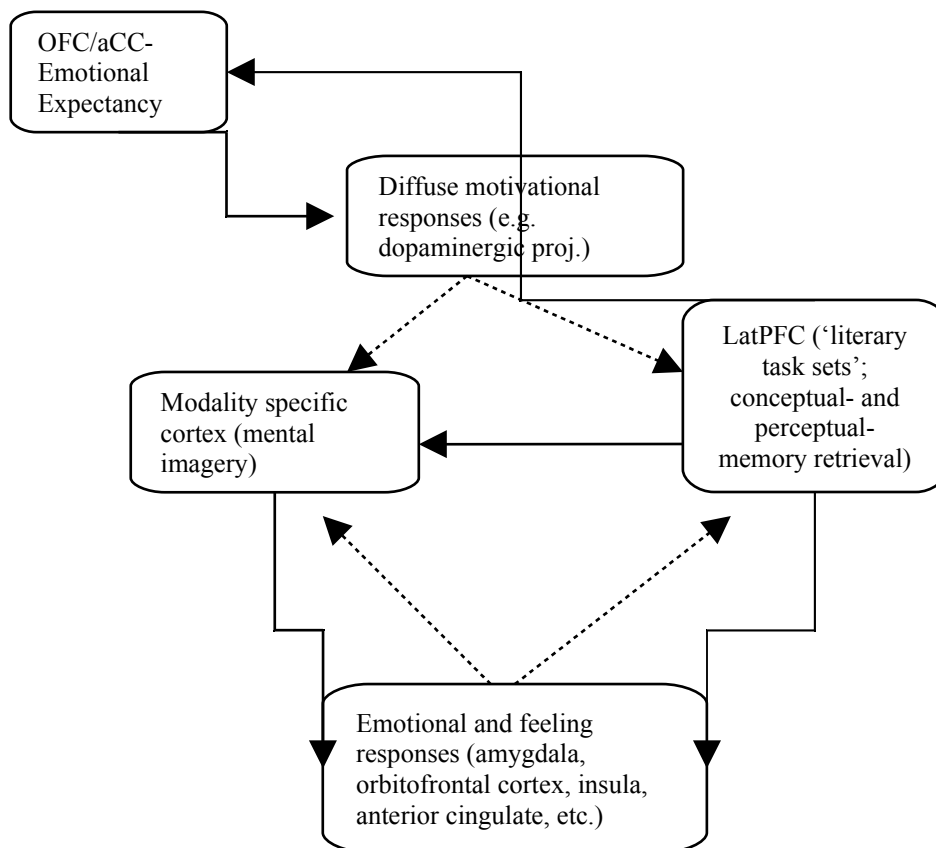 OFC/aCC-
Emotional
Expectancy
Diffuse motivational
responses (e.g.
dopaminergic proj.)
LatPFC (‘literary
task sets’;
conceptual- and
perceptual-
memory retrieval)
Modality specific
cortex (mental
imagery)
Emotional and feeling
responses (amygdala,
orbitofrontal cortex, insula,
anterior cingulate, etc.)